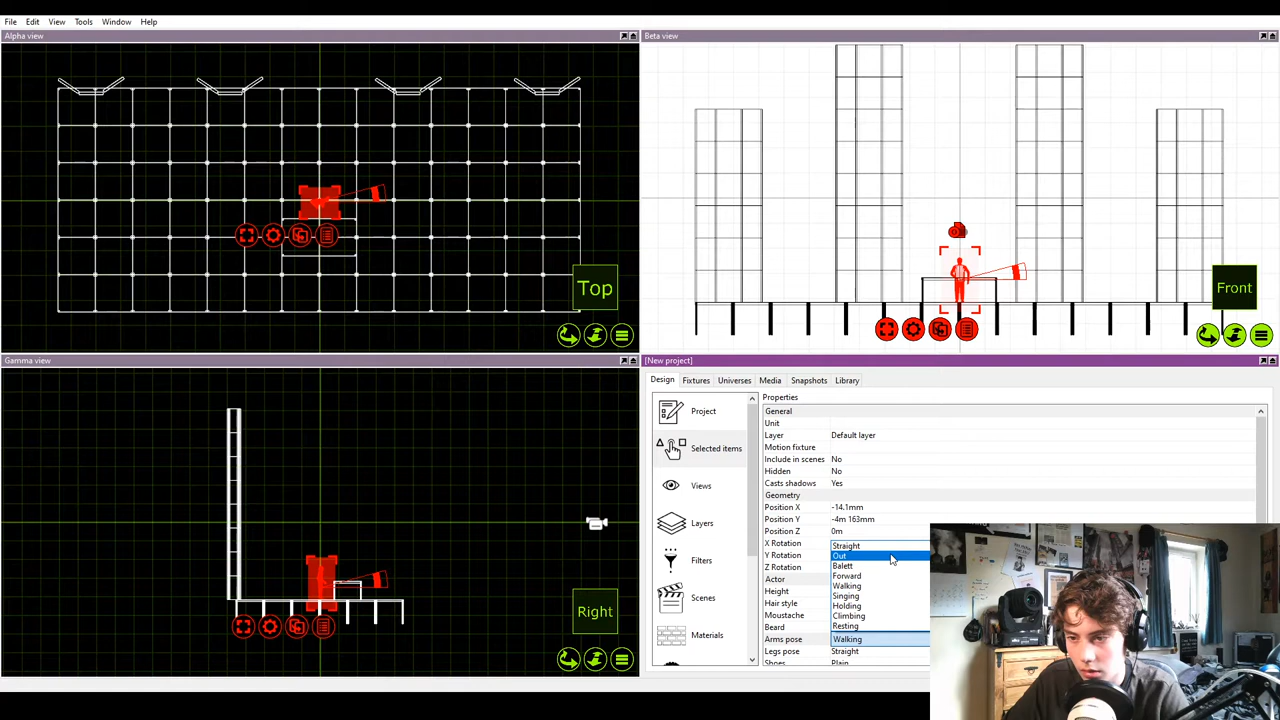 File Edit View Tools Window Help
Alpha view
Beta view
Top
Front
Gamma view
[New project]
Design Fixtures Universes Media Snapshots Library
Project
Selected items
Views
Layers
Filters
Scenes
Materials
Properties
General
Unit
Layer Default layer
Motion fixture
Include in scenes No
Hidden No
Casts shadows Yes
Geometry
Position X -14.1mm
Position Y -4m 163mm
Position Z 0m
X Rotation
Y Rotation
Z Rotation
Actor
Height
Hair style
Moustache
Beard
Arms pose Walking
Legs pose Straight
Shoes Plain
Straight
Out
Balett
Forward
Walking
Singing
Holding
Climbing
Resting
Right